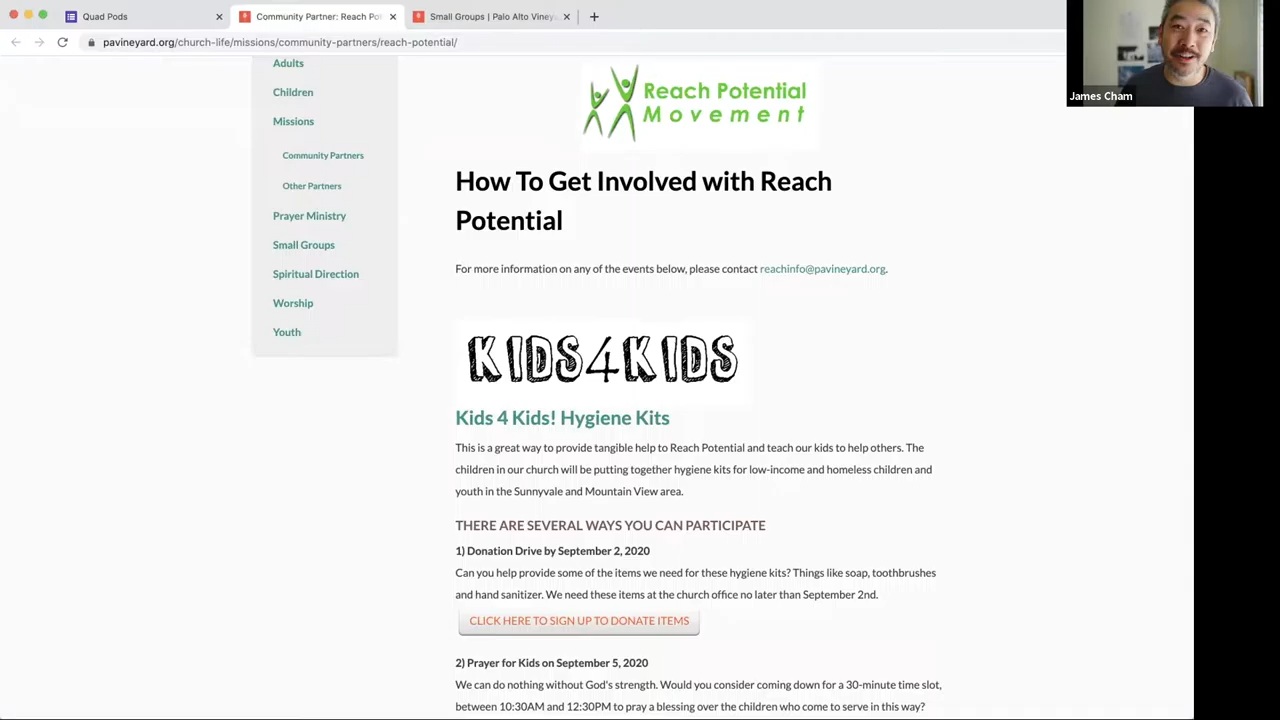 Quad Pods
Community Partner: Reach Po
Small Groups | Palo Alto Viney
pavineyard.org/church-life/missions/community-partners/reach-potential/
James Cham
Adults
Children
Missions
Community Partners
Other Partners
Prayer Ministry
Small Groups
Spiritual Direction
Worship
Youth
Reach Potential
Movement
How To Get Involved with Reach
Potential
For more information on any of the events below, please contact reachinfo@pavineyard.org.
KIDS4KIDS
Kids 4 Kids! Hygiene Kits
This is a great way to provide tangible help to Reach Potential and teach our kids to help others. The
children in our church will be putting together hygiene kits for low-income and homeless children and
youth in the Sunnyvale and Mountain View area.
THERE ARE SEVERAL WAYS YOU CAN PARTICIPATE
1) Donation Drive by September 2, 2020
Can you help provide some of the items we need for these hygiene kits? Things like soap, toothbrushes
and hand sanitizer. We need these items at the church office no later than September 2nd.
CLICK HERE TO SIGN UP TO DONATE ITEMS
2) Prayer for Kids on September 5, 2020
We can do nothing without God's strength. Would you consider coming down for a 30-minute time slot,
between 10:30AM and 12:30PM to pray a blessing over the children who come to serve in this way?